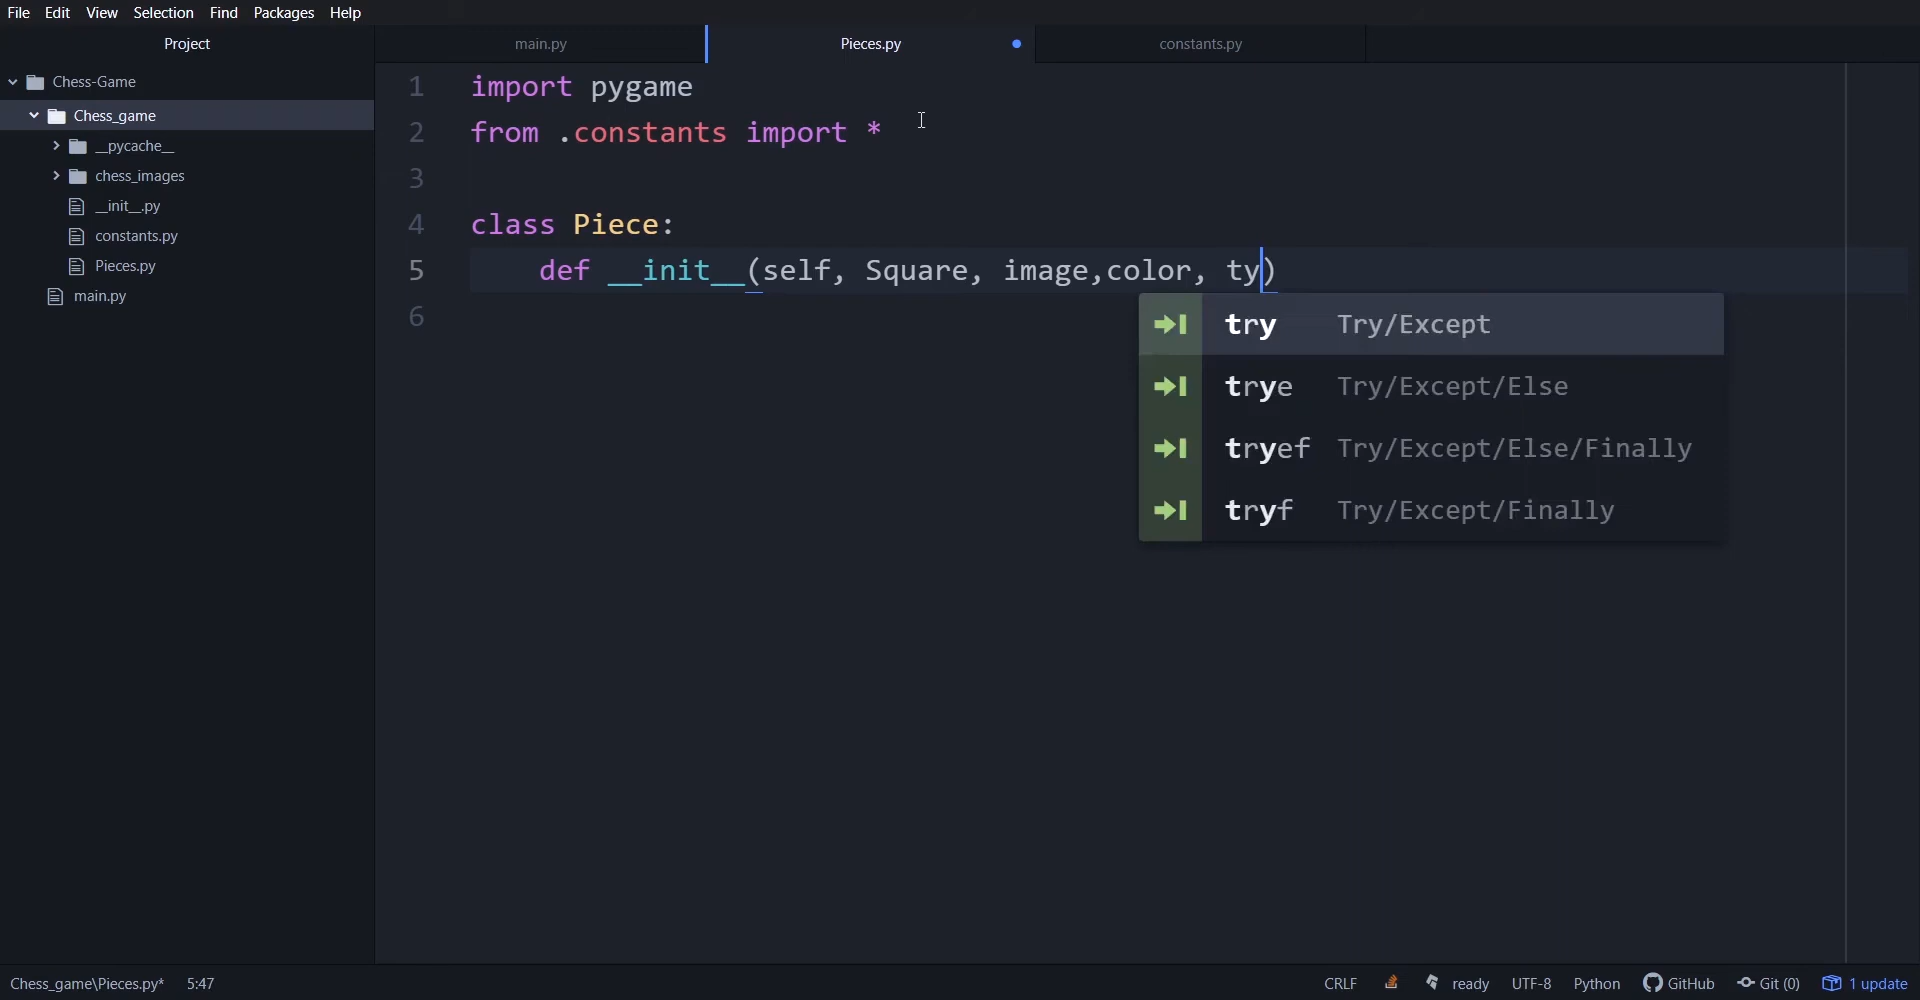 File Edit View Selection Find Packages Help
Project
main.py
Pieces.py
constants.py
Chess-Game
Chess_game
__pycache__
chess_images
__init__.py
constants.py
Pieces.py
main.py
1 import pygame
2 from .constants import *
3
4 class Piece:
5 def __init__(self, Square, image,color, ty)
6
try Try/Except
trye Try/Except/Else
tryef Try/Except/Else/Finally
tryf Try/Except/Finally
Chess_game\Pieces.py* 5:47 CRLF ready UTF-8 Python GitHub Git (0) 1 update